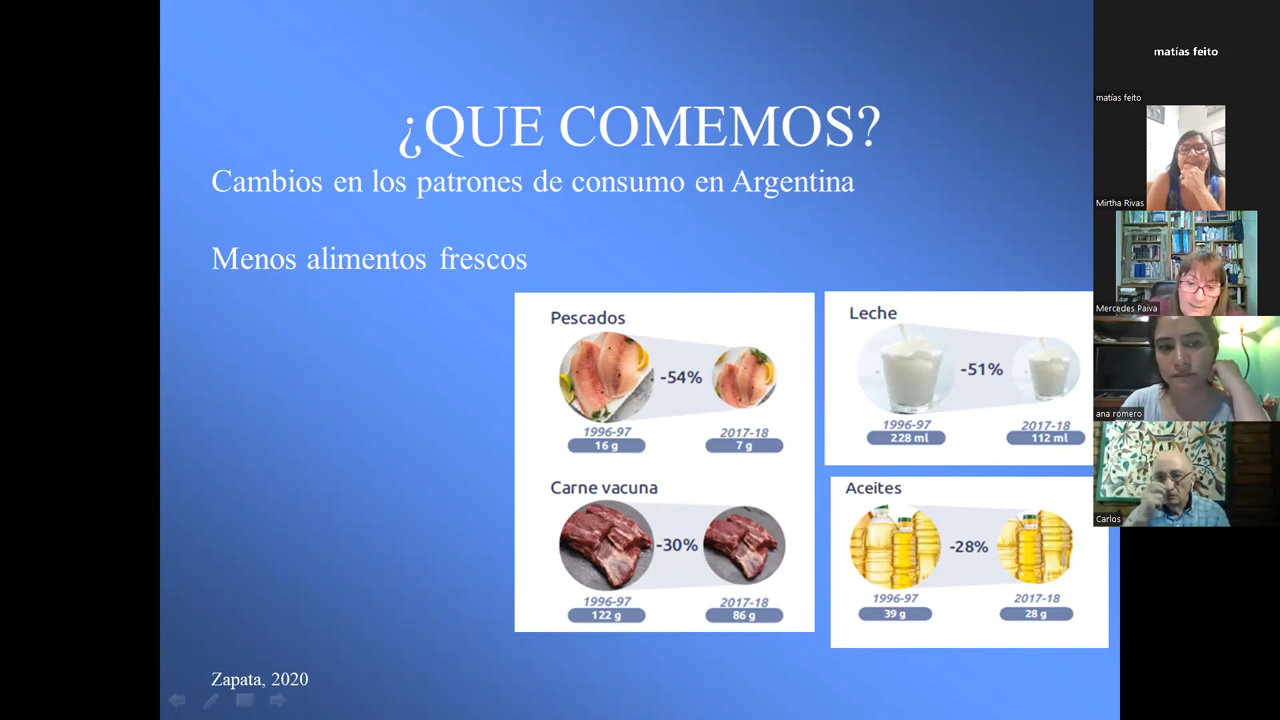 ¿QUE COMEMOS?
Cambios en los patrones de consumo en Argentina
Menos alimentos frescos
Pescados
-54%
1996-97
2017-18
16 g
7 g
Carne vacuna
-30%
1996-97
2017-18
122 g
86 g
Leche
-51%
1996-97
2017-18
228 ml
112 ml
Aceites
-28%
1996-97
2017-18
39 g
28 g
Zapata, 2020
matías feito
matías feito
Mirtha Rivas
Mercedes Paiva
ana romero
Carlos